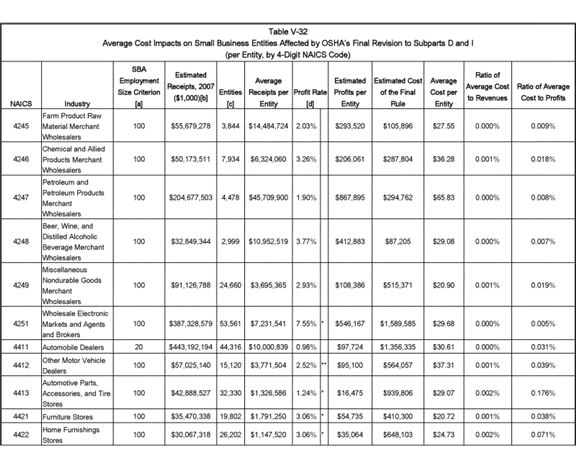 Table V-32
Average Cost Impacts on Small Business Entities Affected by OSHA's Final Revision to Subparts D and I
(per Entity, by 4-Digit NAICS Code)
NAICS Industry SBA Employment Size Criterion [a] Estimated Receipts, 2007 ($1,000)[b] Entities [c] Average Receipts per Entity Profit Rate [d] Estimated Profits per Entity Estimated Cost of the Final Rule Average Cost per Entity Ratio of Average Cost to Revenues Ratio of Average Cost to Profits
4245 Farm Product Raw Material Merchant Wholesalers 100 $55,679,278 3,844 $14,484,724 2.03% $293,520 $105,896 $27.55 0.000% 0.009%
4246 Chemical and Allied Products Merchant Wholesalers 100 $50,173,511 7,934 $6,324,060 3.26% $206,061 $287,804 $36.28 0.001% 0.018%
4247 Petroleum and Petroleum Products Merchant Wholesalers 100 $204,677,503 4,478 $45,709,900 1.90% $867,895 $294,762 $65.83 0.000% 0.008%
4248 Beer, Wine, and Distilled Alcoholic Beverage Merchant Wholesalers 100 $32,849,344 2,999 $10,952,519 3.77% $412,883 $87,205 $29.08 0.000% 0.007%
4249 Miscellaneous Nondurable Goods Merchant Wholesalers 100 $91,126,788 24,660 $3,695,365 2.93% $108,386 $515,371 $20.90 0.001% 0.019%
4251 Wholesale Electronic Markets and Agents and Brokers 100 $387,328,579 53,561 $7,231,541 7.55% * $546,167 $1,589,585 $29.68 0.000% 0.005%
4411 Automobile Dealers 20 $443,192,194 44,316 $10,000,839 0.98% $97,724 $1,356,335 $30.61 0.000% 0.031%
4412 Other Motor Vehicle Dealers 100 $57,025,140 15,120 $3,771,504 2.52% ** $95,100 $564,057 $37.31 0.001% 0.039%
4413 Automotive Parts, Accessories, and Tire Stores 100 $42,888,527 32,330 $1,326,586 1.24% * $16,475 $939,806 $29.07 0.002% 0.176%
4421 Furniture Stores 100 $35,470,338 19,802 $1,791,250 3.06% * $54,735 $410,300 $20.72 0.001% 0.038%
4422 Home Furnishings Stores 100 $30,067,318 26,202 $1,147,520 3.06% * $35,064 $648,103 $24.73 0.002% 0.071%